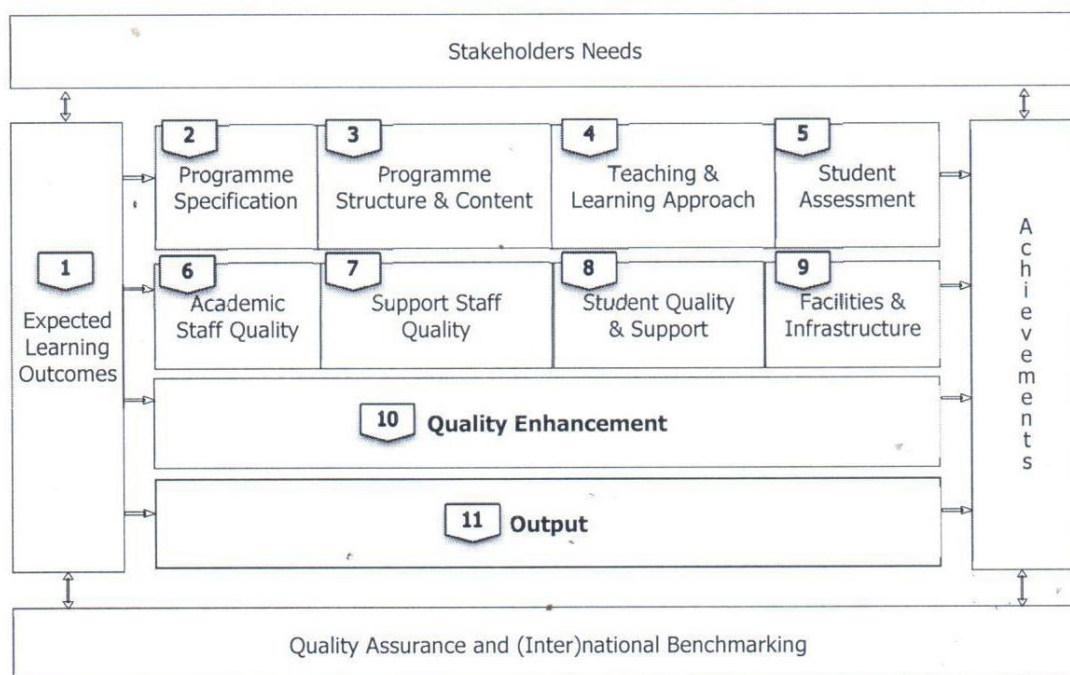 Stakeholders Needs
1
Expected
Learning
Outcomes
2
Programme
Specification
3
Programme
Structure & Content
4
Teaching &
Learning Approach
5
Student
Assessment
6
Academic
Staff Quality
7
Support Staff
Quality
8
Student Quality
& Support
9
Facilities &
Infrastructure
10 Quality Enhancement
11 Output
Achievements
Quality Assurance and (Inter)national Benchmarking